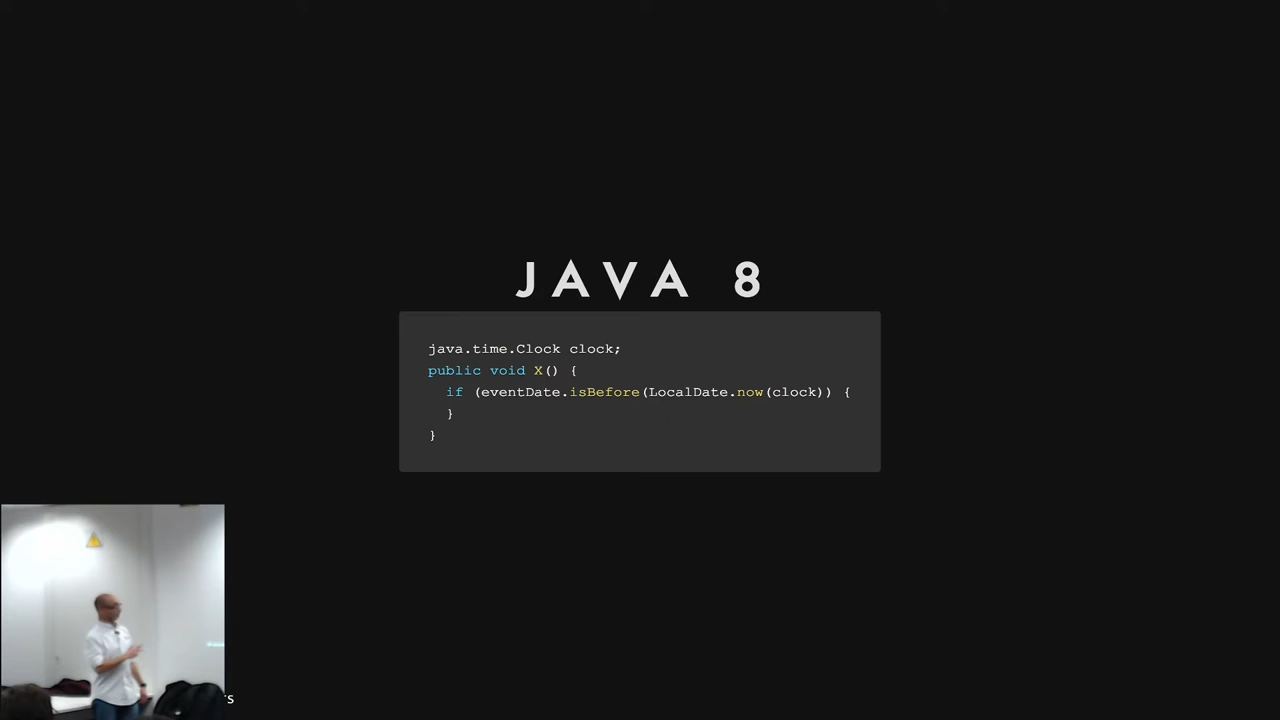 JAVA 8
java.time.Clock clock;
public void X() {
if (eventDate.isBefore(LocalDate.now(clock)) {
}
}